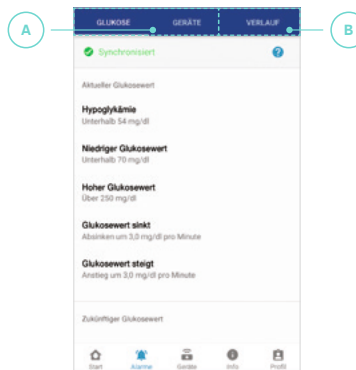 GLUKOSE GERÄTE VERLAUF
A
B
Synchronisiert ?
Aktueller Glukosewert
Hypoglykämie
Unterhalb 54 mg/dl
Niedriger Glukosewert
Unterhalb 70 mg/dl
Hoher Glukosewert
Über 250 mg/dl
Glukosewert sinkt
Absinken um 3,0 mg/dl pro Minute
Glukosewert steigt
Anstieg um 3,0 mg/dl pro Minute
Zukünftiger Glukosewert
Start Alarme Geräte Info Profil